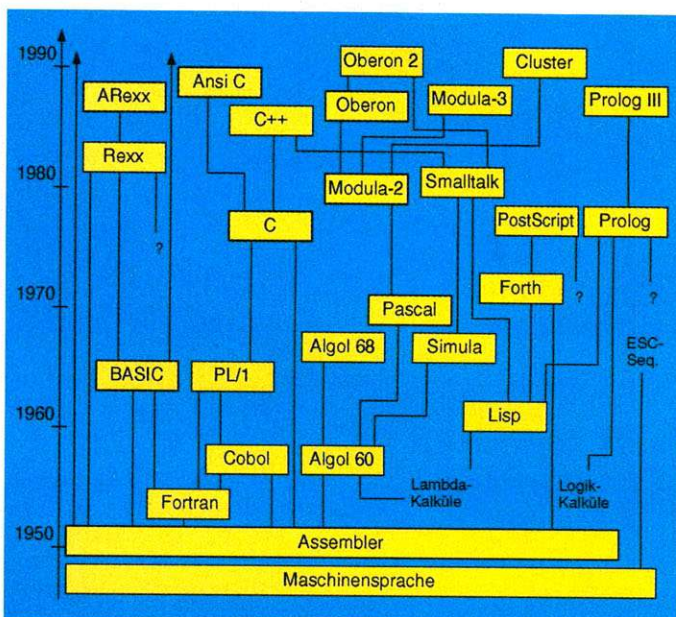 1990
Oberon 2
Cluster
Ansi C
ARexx
Oberon
Modula-3
Prolog III
C++
Rexx
1980
Modula-2
Smalltalk
C
PostScript
Prolog
?
Forth
?
?
1970
Pascal
Algol 68
Simula
ESC-
Seq.
BASIC
PL/1
Lisp
1960
Cobol
Algol 60
Lambda-
Kalküle
Logik-
Kalküle
Fortran
1950
Assembler
Maschinensprache